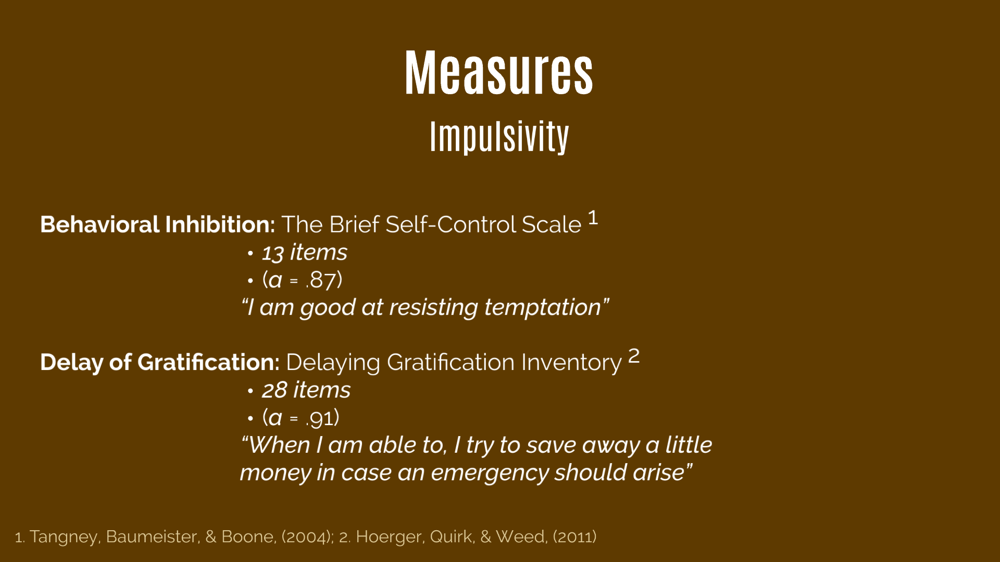 Measures
Impulsivity
Behavioral Inhibition: The Brief Self-Control Scale 1
• 13 items
• (α = .87)
“I am good at resisting temptation”
Delay of Gratification: Delaying Gratification Inventory 2
• 28 items
• (α = .91)
“When I am able to, I try to save away a little
money in case an emergency should arise”
1. Tangney, Baumeister, & Boone, (2004); 2. Hoerger, Quirk, & Weed, (2011)